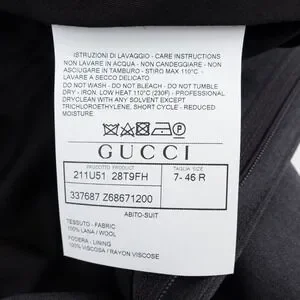 ISTRUZIONI DI LAVAGGIO - CARE INSTRUCTIONS
NON LAVARE IN ACQUA - NON CANDEGGIARE - NON
ASCIUGARE IN TAMBURO - STIRO MAX 110°C. -
LAVARE A SECCO DELICATO
DO NOT WASH - DO NOT BLEACH - DO NOT TUMBLE
DRY - IRON. LOW HEAT 110°C (230F) - PROFESSIONAL
DRYCLEAN WITH ANY SOLVENT EXCEPT
TRICHLOROETHYLENE, SHORT CYCLE - REDUCED
MOISTURE
GUCCI
PRODOTTO PRODUCT
TAGLIA SIZE
211U51 28T9FH
7- 46 R
337687 Z68671200
ABITO-SUIT
TESSUTO - FABRIC
100% LANA / WOOL
FODERA - LINING
100% VISCOSA / RAYON VISCOSE